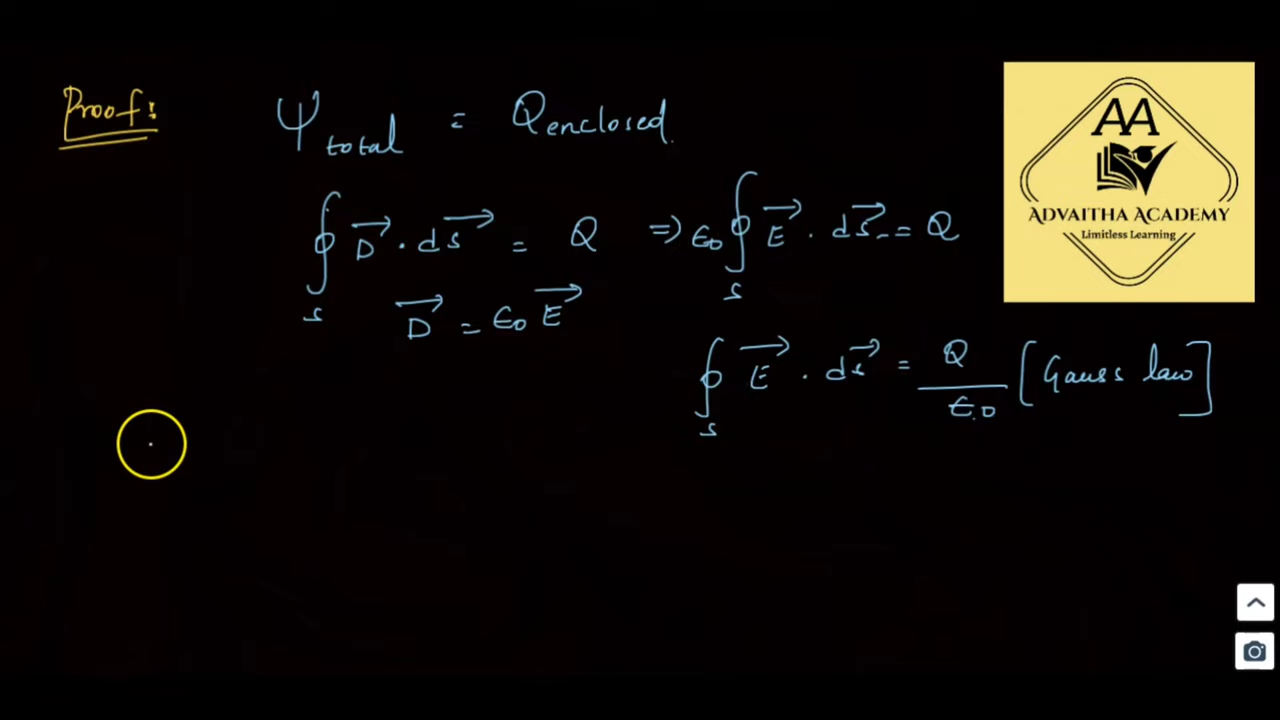 Proof:
Ψtotal = Qenclosed.
∮s D⃗ . ds⃗ = Q ⇒ ϵ0 ∮s E⃗ . ds⃗ = Q
D⃗ = ϵ0 E⃗
∮s E⃗ . ds⃗ = Q/ϵ0 [Gauss law]
AA
ADVAITHA ACADEMY
Limitless Learning